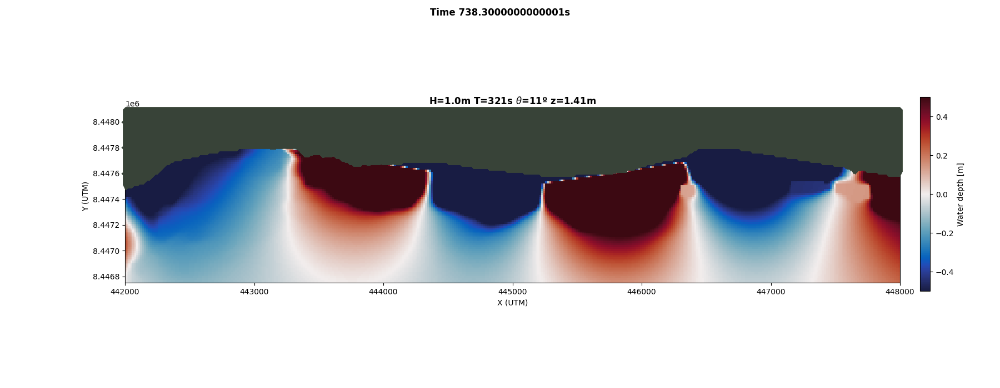 Time 738.3000000000001s
H=1.0m T=321s θ=11º z=1.41m
1e6
8.4480
8.4478
8.4476
8.4474
8.4472
8.4470
8.4468
Y (UTM)
442000 443000 444000 445000 446000 447000 448000
X (UTM)
0.4
0.2
0.0
−0.2
−0.4
Water depth [m]